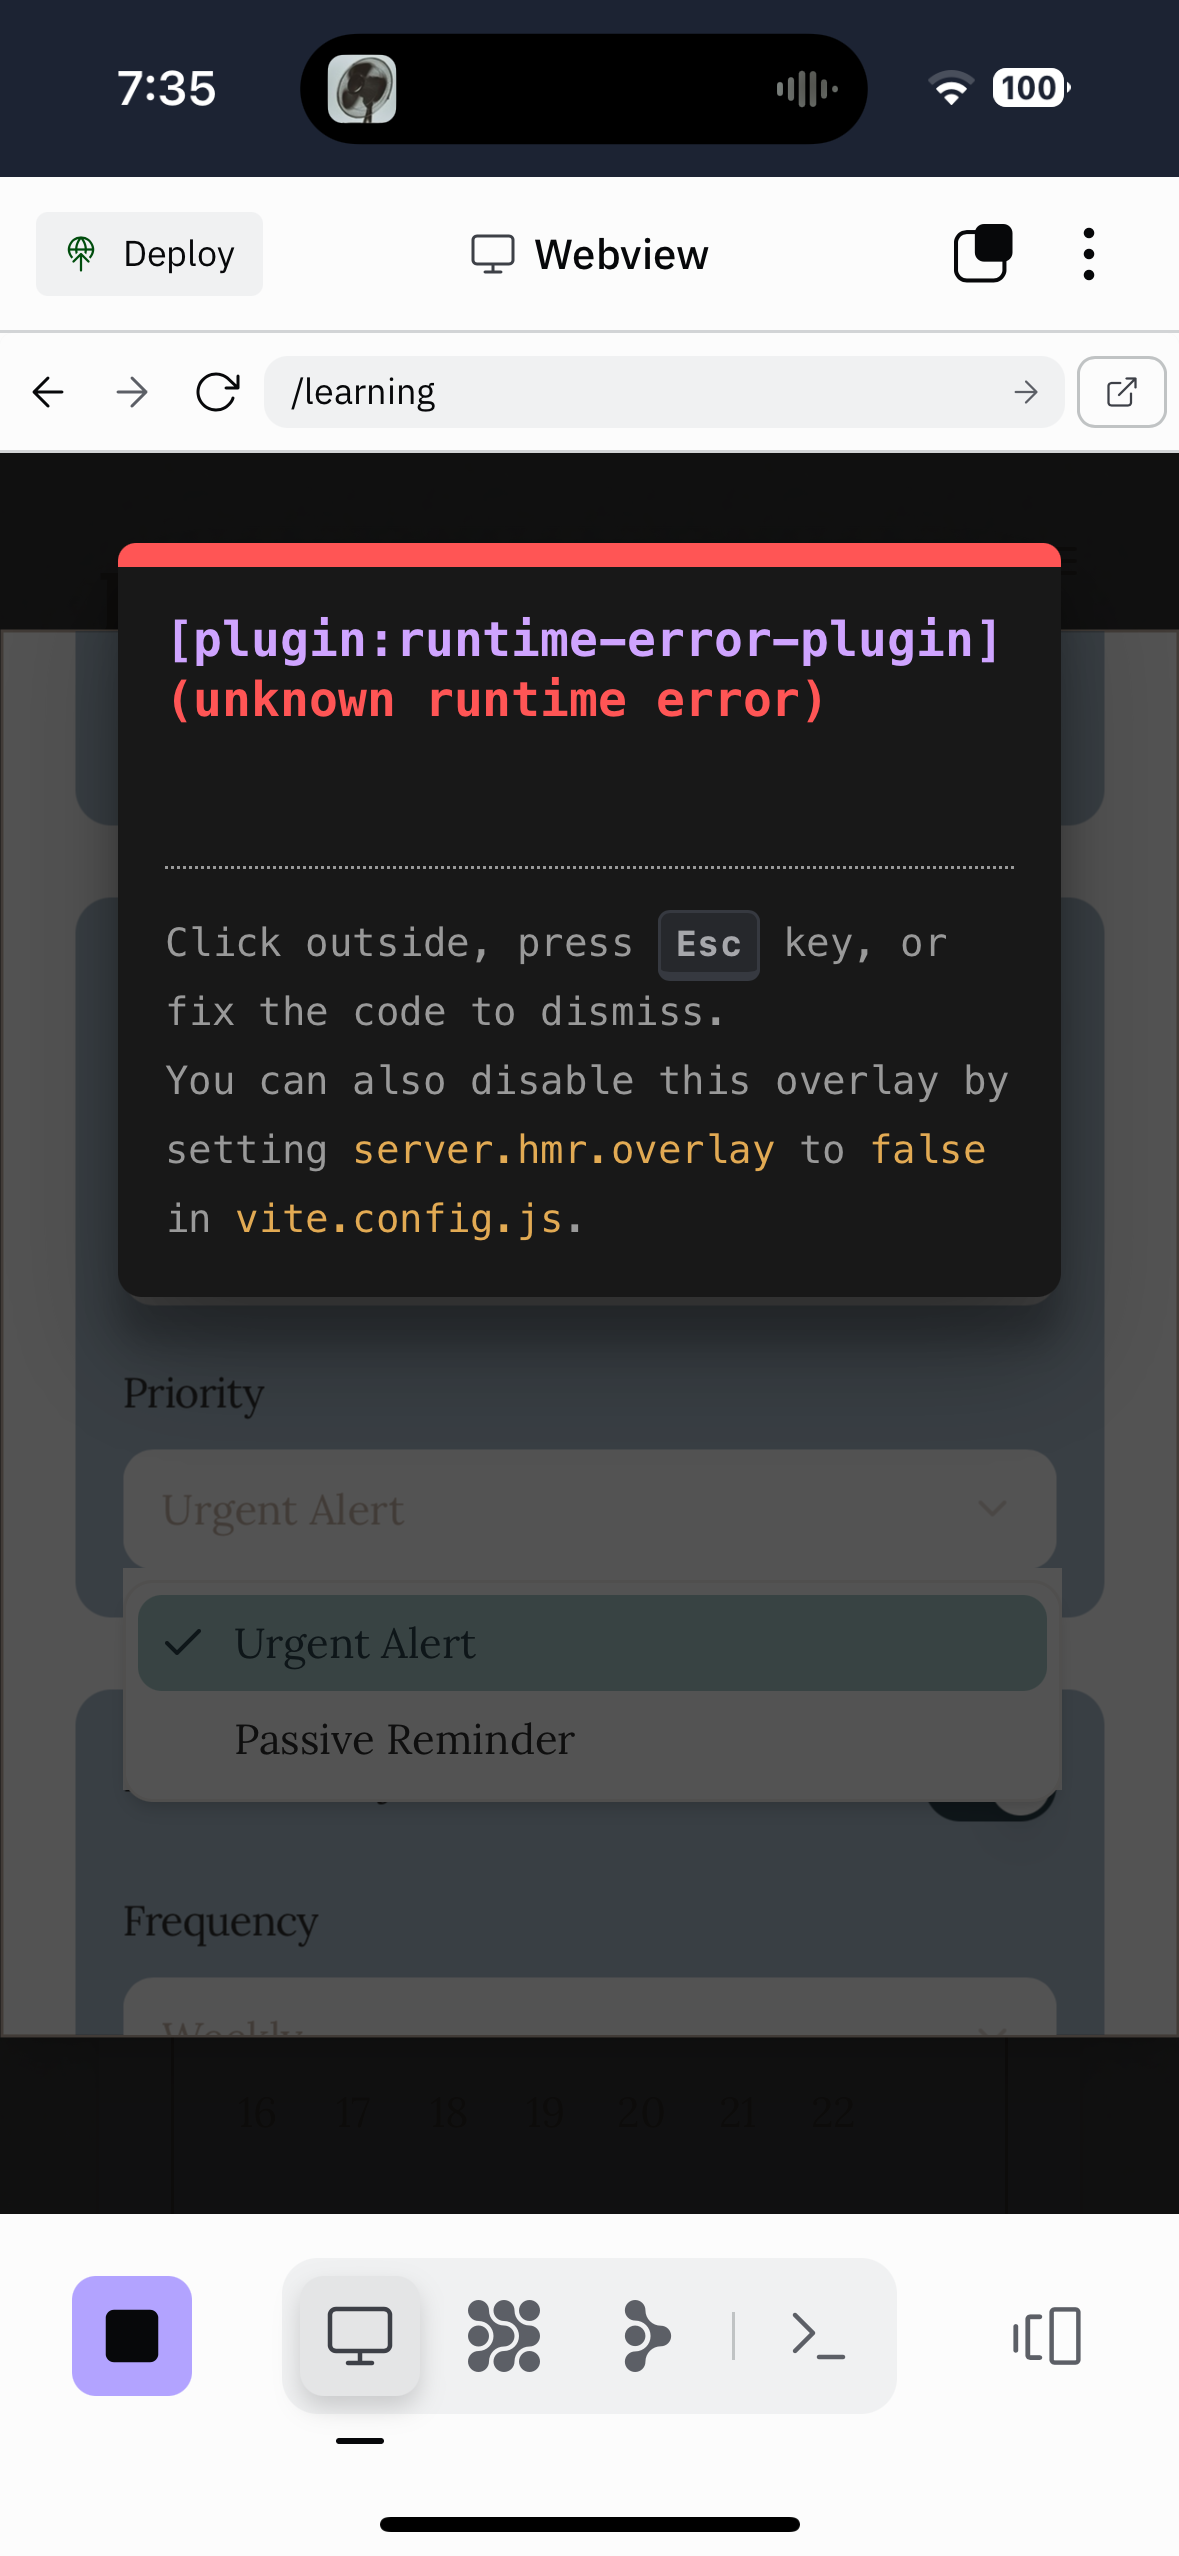 7:35
100
Deploy
Webview
/learning
[plugin:runtime-error-plugin]
(unknown runtime error)
Click outside, press Esc key, or
fix the code to dismiss.
You can also disable this overlay by
setting server.hmr.overlay to false
in vite.config.js.
Priority
Urgent Alert
Urgent Alert
Passive Reminder
Frequency
Weekly
16 17 18 19 20 21 22